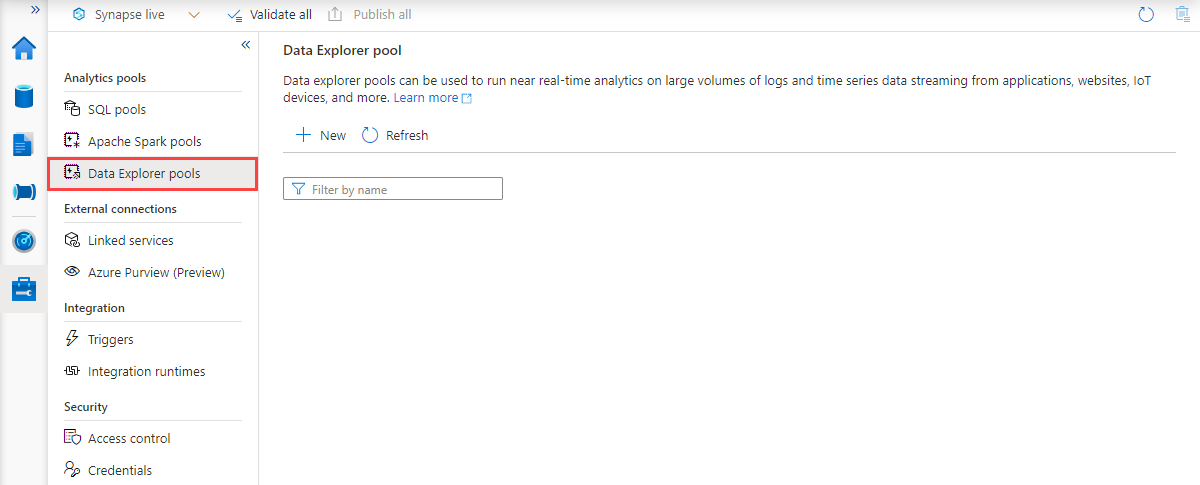 Synapse live
Validate all
Publish all
Analytics pools
SQL pools
Apache Spark pools
Data Explorer pools
External connections
Linked services
Azure Purview (Preview)
Integration
Triggers
Integration runtimes
Security
Access control
Credentials
Data Explorer pool
Data explorer pools can be used to run near real-time analytics on large volumes of logs and time series data streaming from applications, websites, IoT
devices, and more. Learn more
New
Refresh
Filter by name